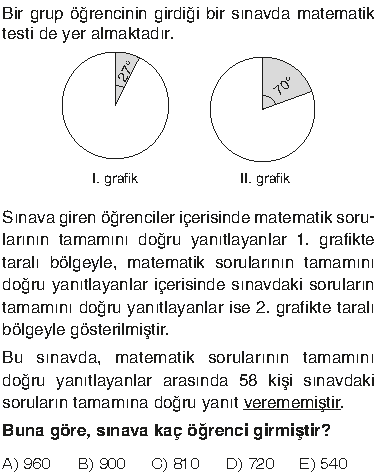 Bir grup öğrencinin girdiği bir sınavda matematik
testi de yer almaktadır.
27°
70°
I. grafik
II. grafik
Sınava giren öğrenciler içerisinde matematik soru-
larının tamamını doğru yanıtlayanlar 1. grafikte
taralı bölgeyle, matematik sorularının tamamını
doğru yanıtlayanlar içerisinde sınavdaki soruların
tamamını doğru yanıtlayanlar ise 2. grafikte taralı
bölgeyle gösterilmiştir.
Bu sınavda, matematik sorularının tamamını
doğru yanıtlayanlar arasında 58 kişi sınavdaki
soruların tamamına doğru yanıt verememiştir.
Buna göre, sınava kaç öğrenci girmiştir?
A) 960 B) 900 C) 810 D) 720 E) 540